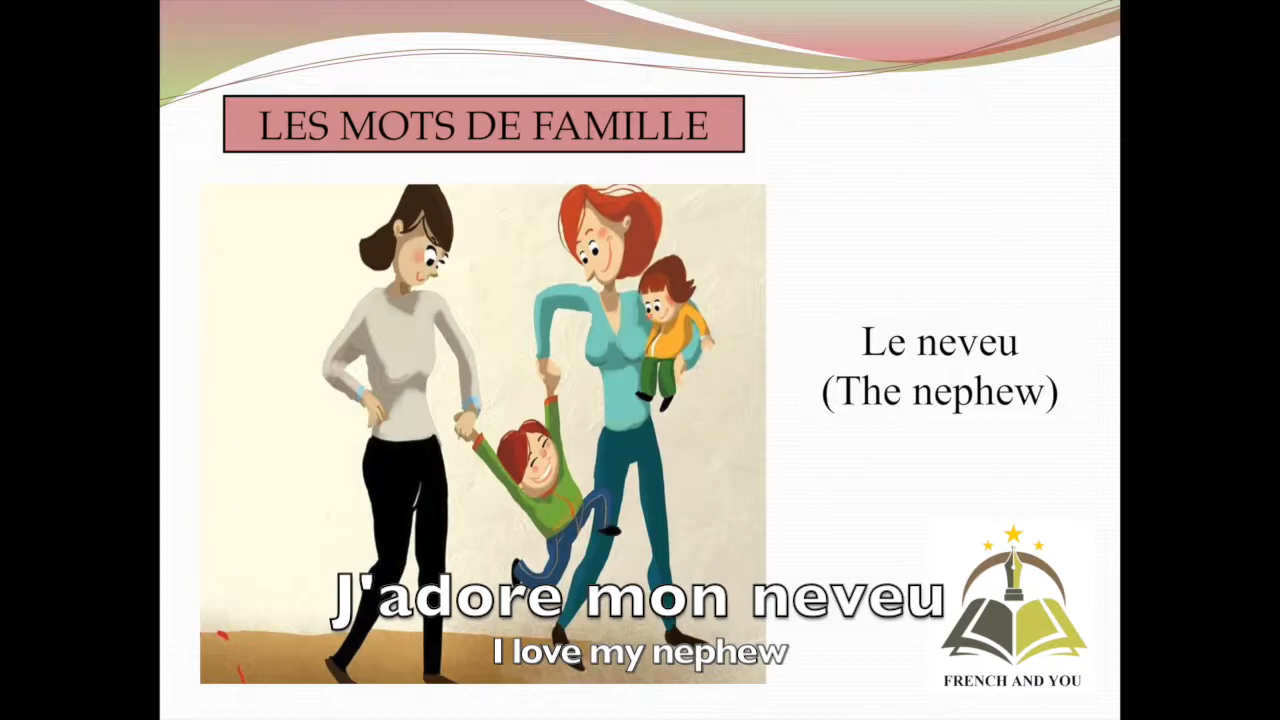 LES MOTS DE FAMILLE
Le neveu
(The nephew)
J'adore mon neveu
I love my nephew
FRENCH AND YOU